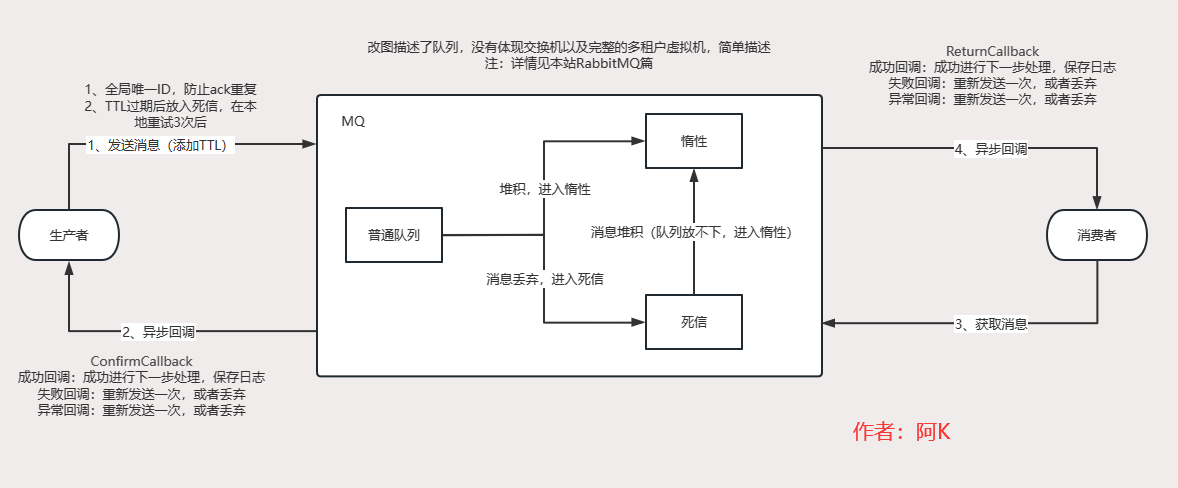 改图描述了队列，没有体现交换机以及完整的多租户虚拟机，简单描述
注：详情见本站RabbitMQ篇
ReturnCallback
成功回调：成功进行下一步处理，保存日志
失败回调：重新发送一次，或者丢弃
异常回调：重新发送一次，或者丢弃
1、全局唯一ID，防止ack重复
2、TTL过期后放入死信，在本
地重试3次后
1、发送消息（添加TTL）
MQ
惰性
4、异步回调
堆积，进入惰性
生产者
普通队列
消息堆积（队列放不下，进入惰性）
消费者
消息丢弃，进入死信
死信
2、异步回调
3、获取消息
ConfirmCallback
成功回调：成功进行下一步处理，保存日志
失败回调：重新发送一次，或者丢弃
异常回调：重新发送一次，或者丢弃
作者：阿K